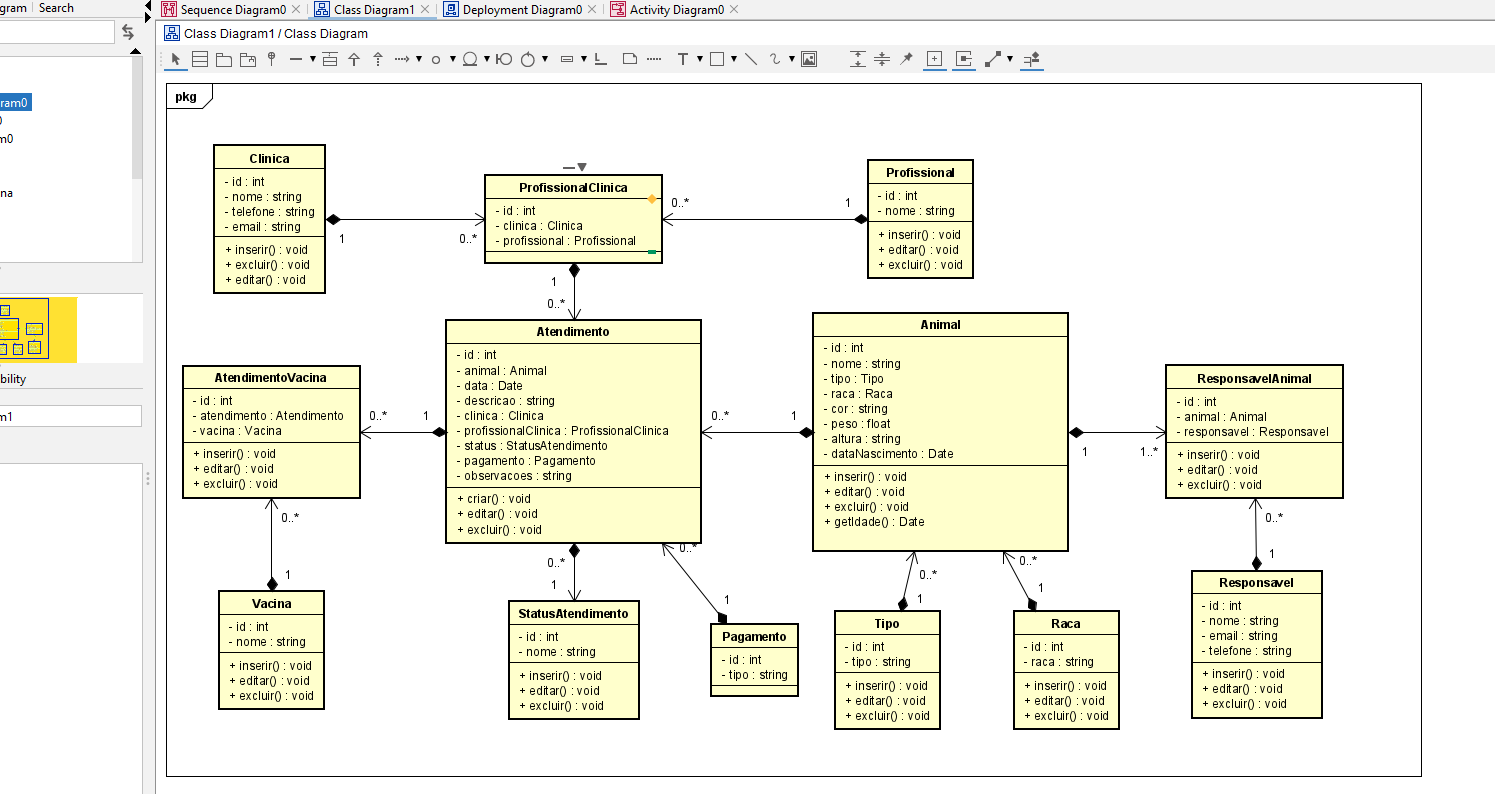 gram
Search
Sequence Diagram0
Class Diagram1
Deployment Diagram0
Activity Diagram0
Class Diagram1 / Class Diagram
ram0
m0
na
bility
m1
pkg
Clinica
- id : int
- nome : string
- telefone : string
- email : string
+ inserir() : void
+ excluir() : void
+ editar() : void
1
0..*
ProfissionalClinica
- id : int
- clinica : Clinica
- profissional : Profissional
0..*
1
Profissional
- id : int
- nome : string
+ inserir() : void
+ editar() : void
+ excluir() : void
1
0..*
AtendimentoVacina
- id : int
- atendimento : Atendimento
- vacina : Vacina
+ inserir() : void
+ editar() : void
+ excluir() : void
0..*
1
Atendimento
- id : int
- animal : Animal
- data : Date
- descricao : string
- clinica : Clinica
- profissionalClinica : ProfissionalClinica
- status : StatusAtendimento
- pagamento : Pagamento
- observacoes : string
+ criar() : void
+ editar() : void
+ excluir() : void
0..*
1
Animal
- id : int
- nome : string
- tipo : Tipo
- raca : Raca
- cor : string
- peso : float
- altura : string
- dataNascimento : Date
+ inserir() : void
+ editar() : void
+ excluir() : void
+ getIdade() : Date
1
1..*
ResponsavelAnimal
- id : int
- animal : Animal
- responsavel : Responsavel
+ inserir() : void
+ editar() : void
+ excluir() : void
0..*
1
Vacina
- id : int
- nome : string
+ inserir() : void
+ editar() : void
+ excluir() : void
0..*
1
StatusAtendimento
- id : int
- nome : string
+ inserir() : void
+ editar() : void
+ excluir() : void
0..*
1
Pagamento
- id : int
- tipo : string
0..*
1
Tipo
- id : int
- tipo : string
+ inserir() : void
+ editar() : void
+ excluir() : void
0..*
1
Raca
- id : int
- raca : string
+ inserir() : void
+ editar() : void
+ excluir() : void
0..*
1
Responsavel
- id : int
- nome : string
- email : string
- telefone : string
+ inserir() : void
+ editar() : void
+ excluir() : void